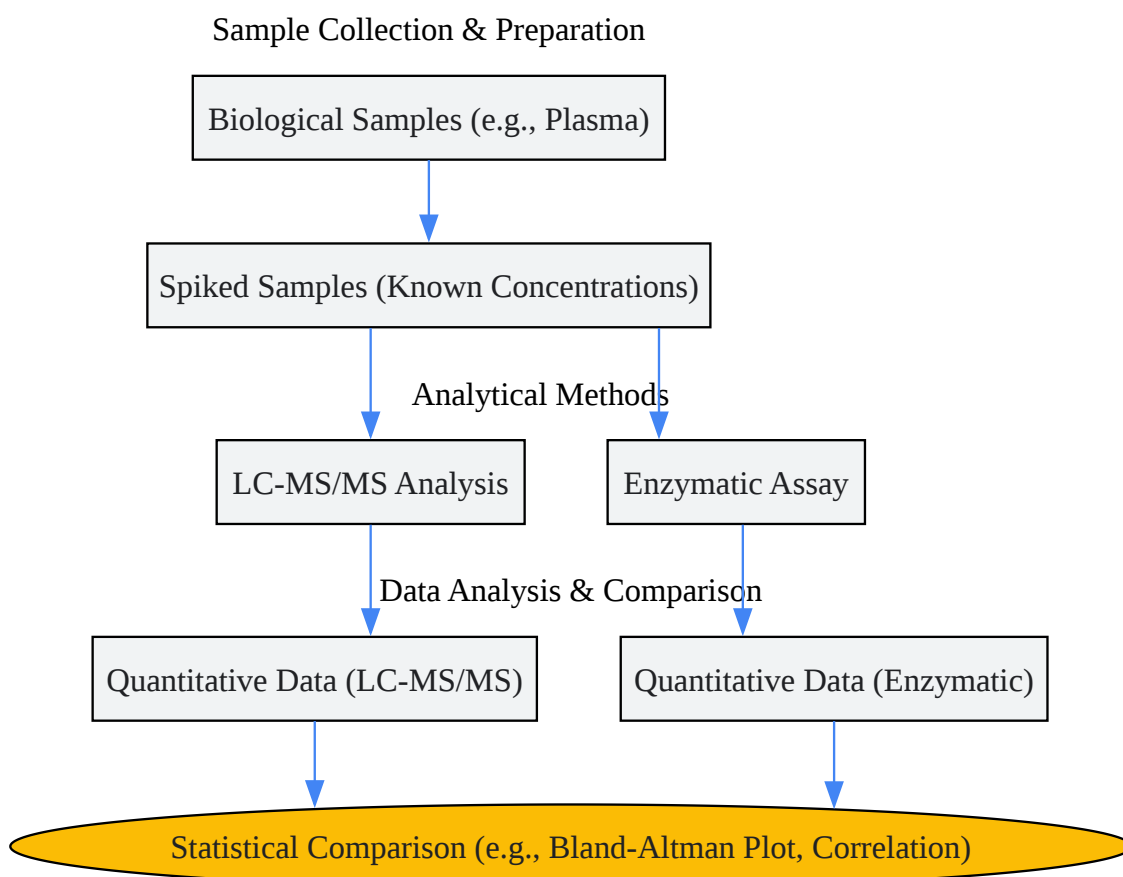 Sample Collection & Preparation
Biological Samples (e.g., Plasma)
Spiked Samples (Known Concentrations)
Analytical Methods
LC-MS/MS Analysis
Enzymatic Assay
Data Analysis & Comparison
Quantitative Data (LC-MS/MS)
Quantitative Data (Enzymatic)
Statistical Comparison (e.g., Bland-Altman Plot, Correlation)